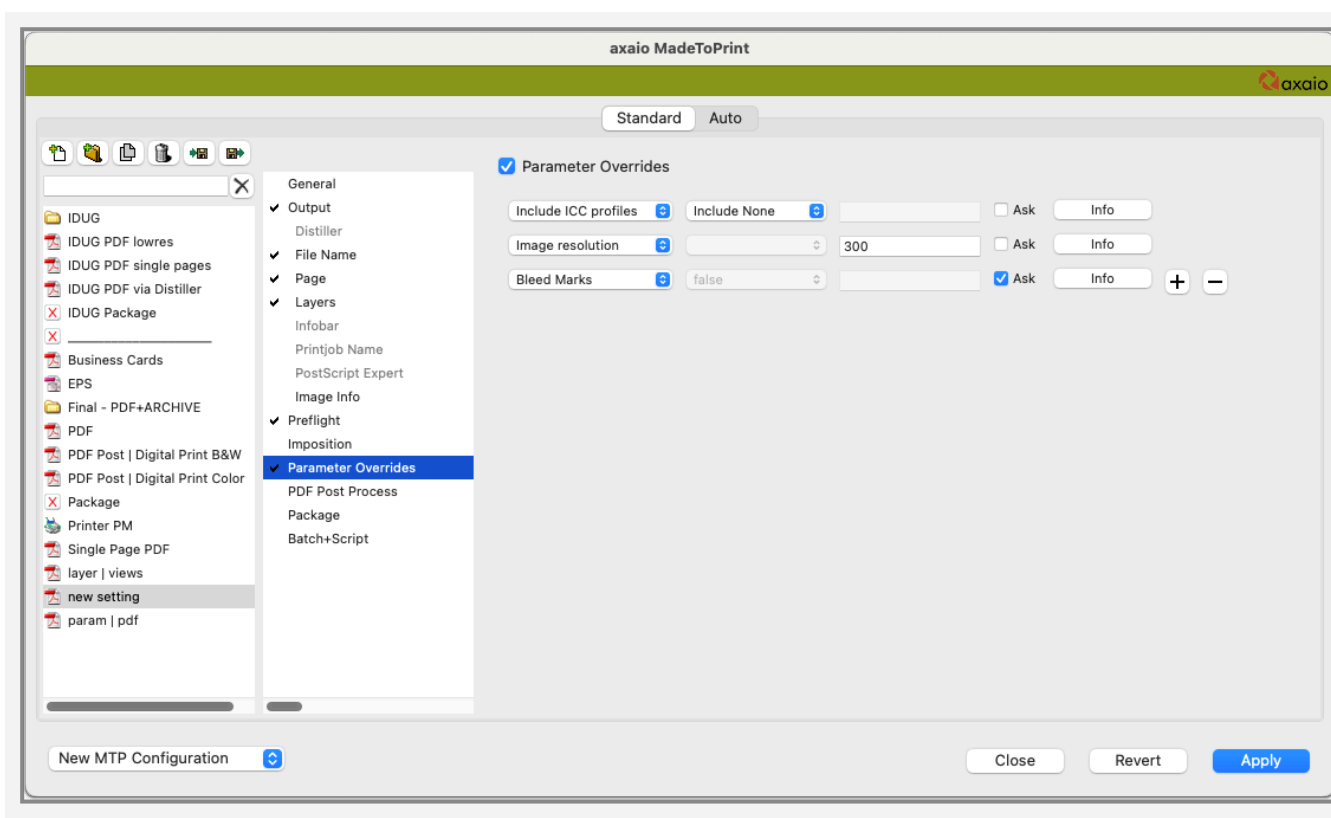 axaio MadeToPrint
axaio
Standard Auto
Parameter Overrides
IDUG
IDUG PDF lowres
IDUG PDF single pages
IDUG PDF via Distiller
IDUG Package
____________________
Business Cards
EPS
Final - PDF+ARCHIVE
PDF
PDF Post | Digital Print B&W
PDF Post | Digital Print Color
Package
Printer PM
Single Page PDF
layer | views
new setting
param | pdf
General
Output
Distiller
File Name
Page
Layers
Infobar
Printjob Name
PostScript Expert
Image Info
Preflight
Imposition
Parameter Overrides
PDF Post Process
Package
Batch+Script
Include ICC profiles Include None Ask Info
Image resolution 300 Ask Info
Bleed Marks false Ask Info
New MTP Configuration
Close Revert Apply